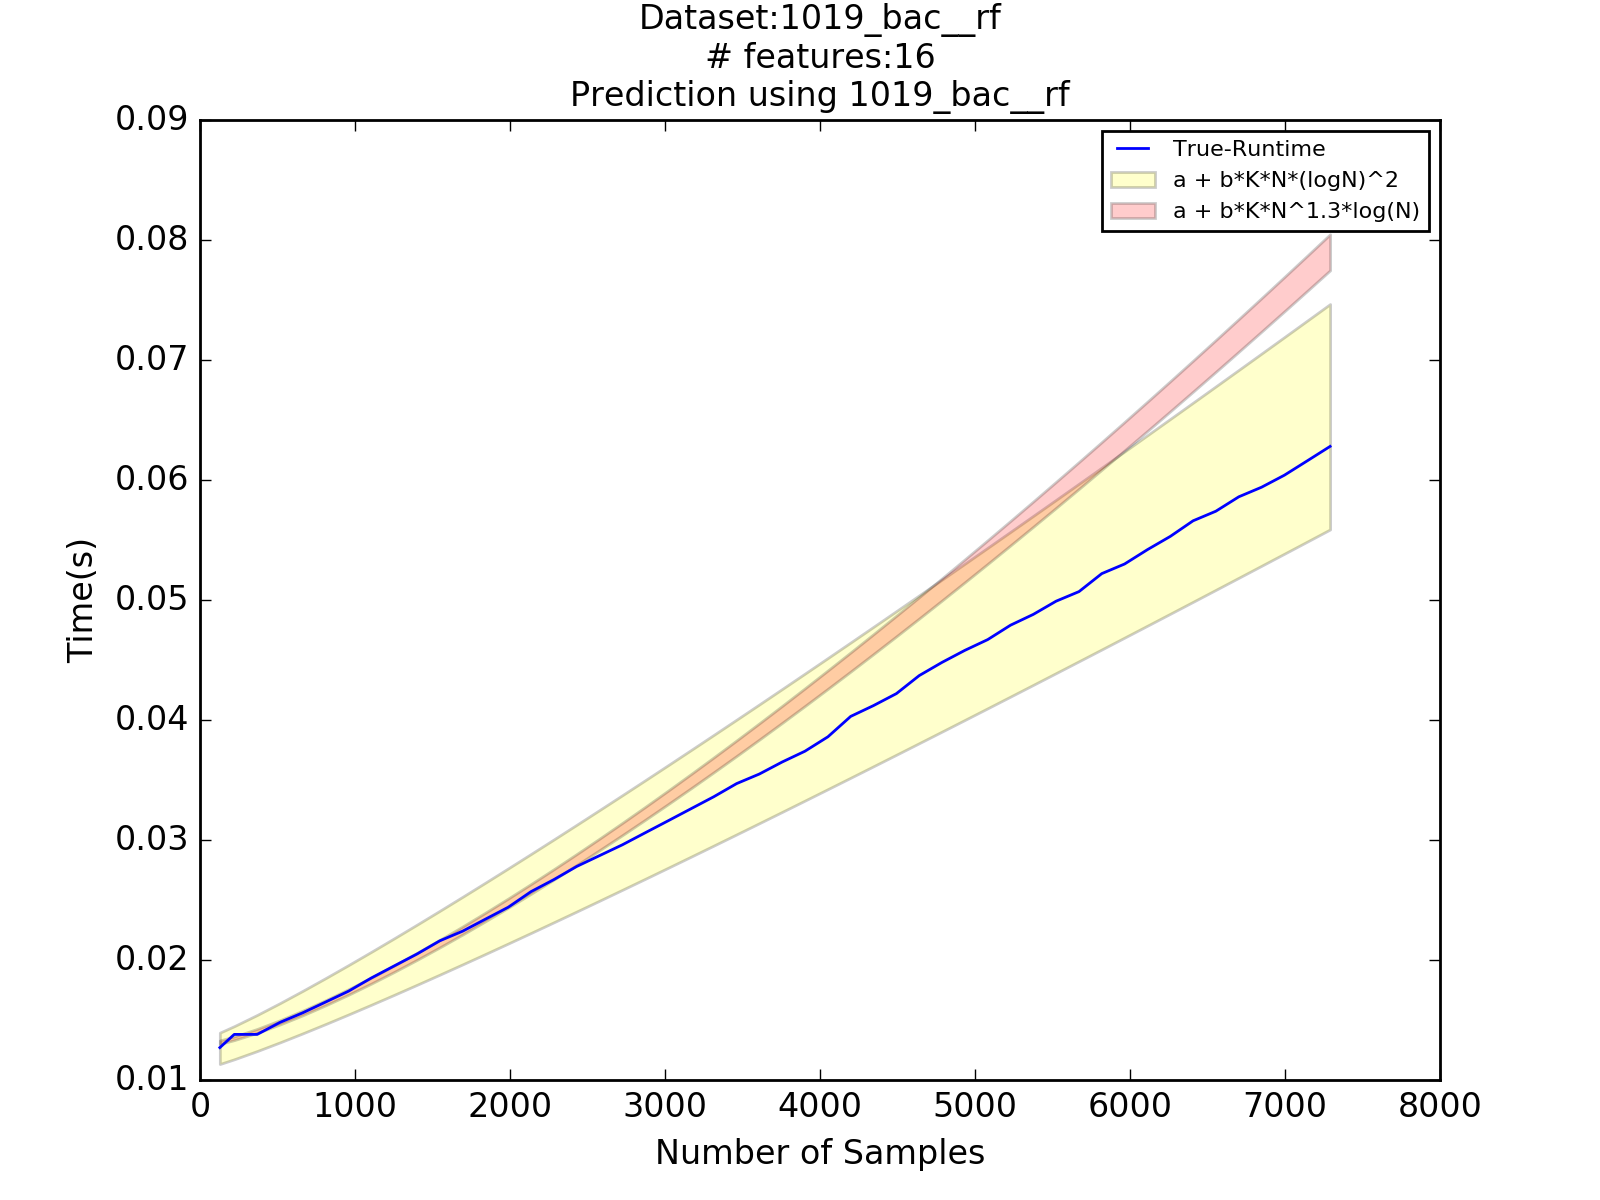 Dataset:1019_bac__rf
# features:16
Prediction using 1019_bac__rf
True-Runtime
a + b*K*N*(logN)^2
a + b*K*N^1.3*log(N)
0.09
0.08
0.07
0.06
0.05
0.04
0.03
0.02
0.01
Time(s)
0 1000 2000 3000 4000 5000 6000 7000 8000
Number of Samples